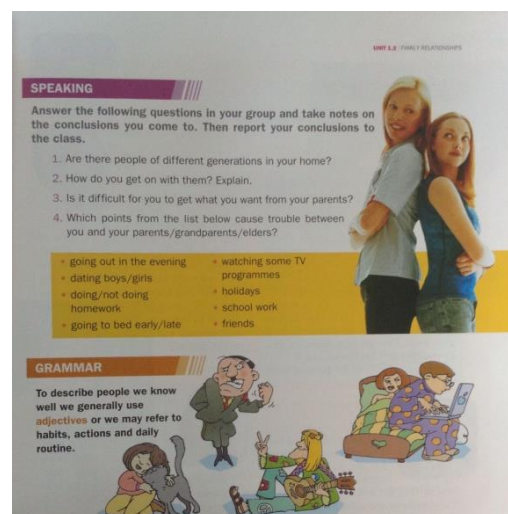 UNIT 1.2 FAMILY RELATIONSHIPS
SPEAKING
Answer the following questions in your group and take notes on
the conclusions you come to. Then report your conclusions to
the class.
1. Are there people of different generations in your home?
2. How do you get on with them? Explain.
3. Is it difficult for you to get what you want from your parents?
4. Which points from the list below cause trouble between
you and your parents/grandparents/elders?
• going out in the evening
• dating boys/girls
• doing/not doing
homework
• going to bed early/late
• watching some TV
programmes
• holidays
• school work
• friends
GRAMMAR
To describe people we know
well we generally use
adjectives or we may refer to
habits, actions and daily
routine.